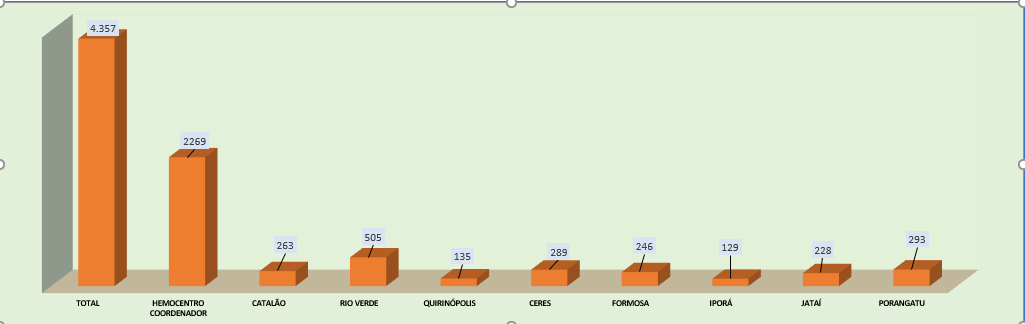 4.357
2269
263
505
135
289
246
129
228
293
TOTAL
HEMOCENTRO
COORDENADOR
CATALÃO
RIO VERDE
QUIRINÓPOLIS
CERES
FORMOSA
IPORÁ
JATAÍ
PORANGATU